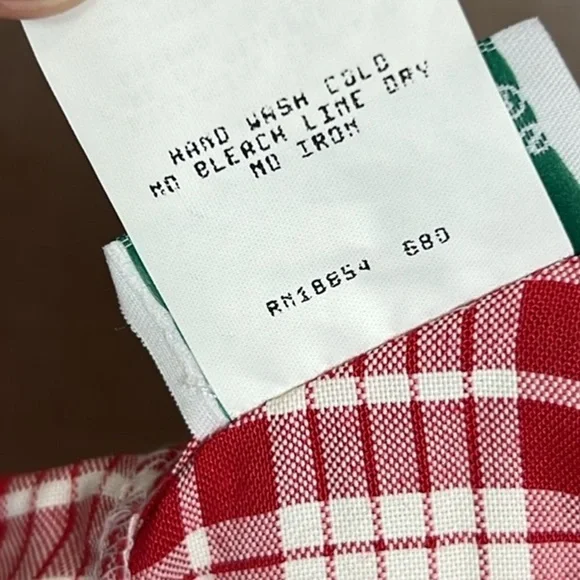 HAND WASH COLD
NO BLEACH LINE DRY
NO IRON
RN18854 680